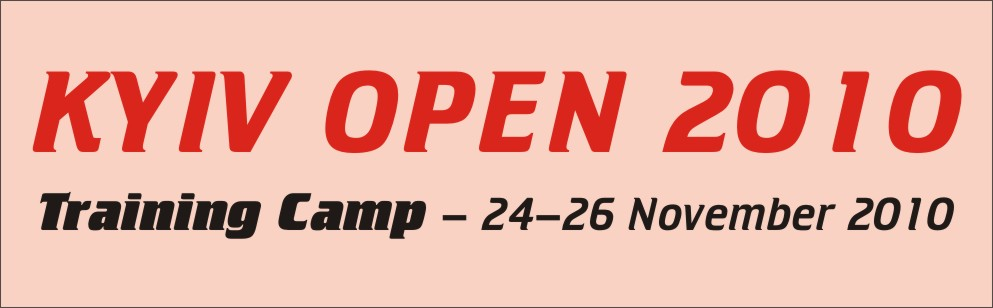 KYIV OPEN 2010
Training Camp – 24–26 November 2010